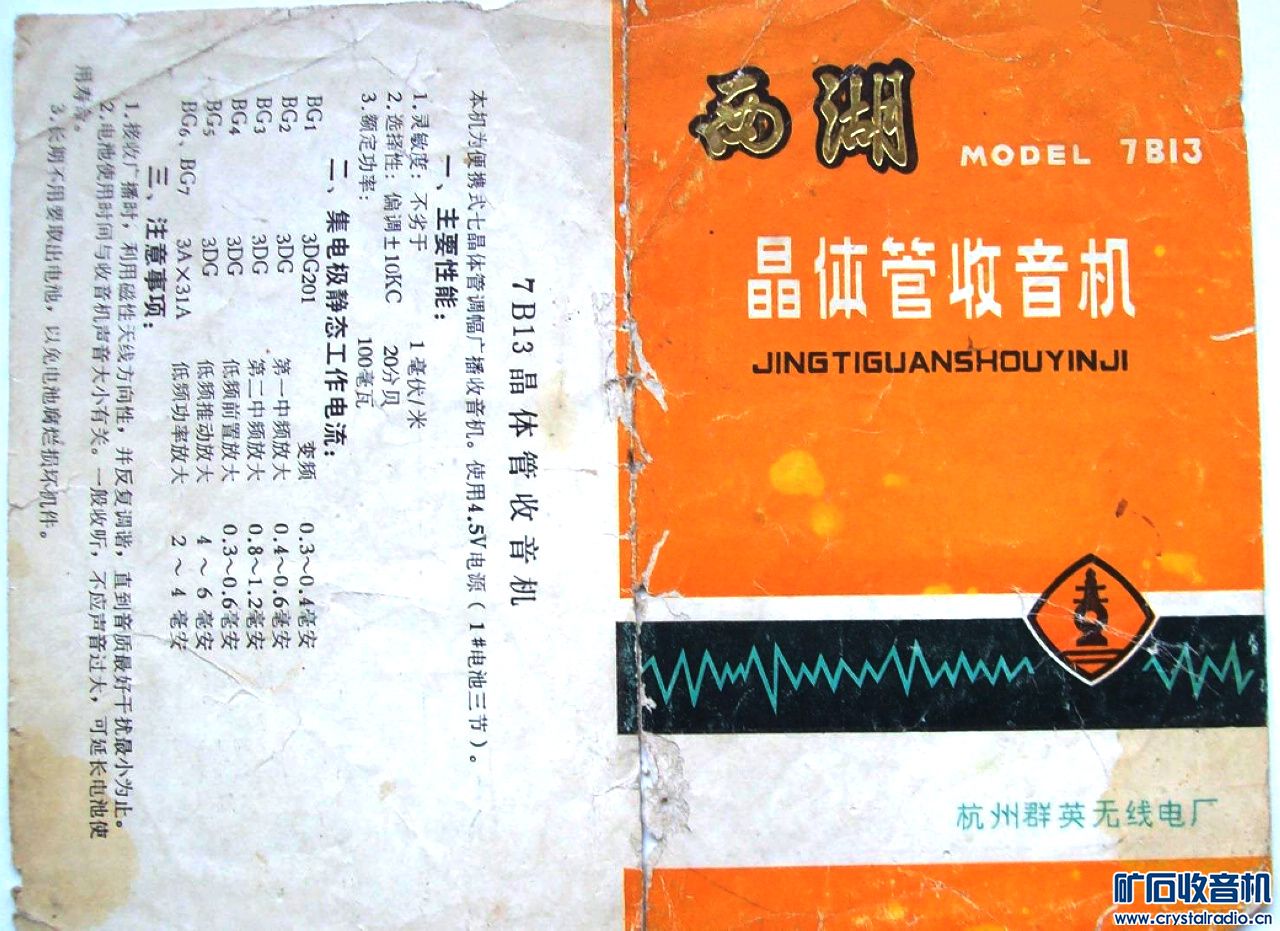 西湖 MODEL 7B13
晶体管收音机
JINGTIGUANSHOUYINJI
杭州群英无线电厂
7B13晶体管收音机
本机为便携式七晶体管调幅广播收音机。使用4.5V电源(1#电池三节)。
一、主要性能:
1.灵敏度:不劣于 1毫伏/米
2.选择性:偏调±10KC 20分贝
3.额定功率: 100毫瓦
二、集电极静态工作电流:
BG1 3DG201 变频 0.3~0.4毫安
BG2 3DG 第一中频放大 0.4~0.6毫安
BG3 3DG 第二中频放大 0.8~1.2毫安
BG4 3DG 低频前置放大 0.3~0.6毫安
BG5 3DG 低频推动放大 4~6毫安
BG6、BG7 3A×31A 低频功率放大 2~4毫安
三、注意事项:
1.接收广播时,利用磁性天线方向性,并反复调谐,直到音质最好干扰最小为止。
2.电池使用时间与收音机声音大小有关。一般收听,不应声音过大,可延长电池使
用寿命。
3.长期不用要取出电池,以免电池腐烂损坏机件。
矿石收音机
www.crystalradio.cn